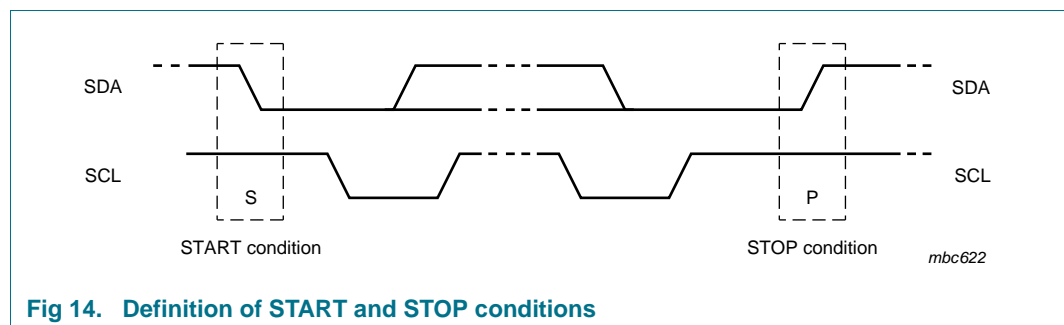 SDA
SDA
SCL
SCL
S
P
START condition
STOP condition
mbc622
Fig 14. Definition of START and STOP conditions